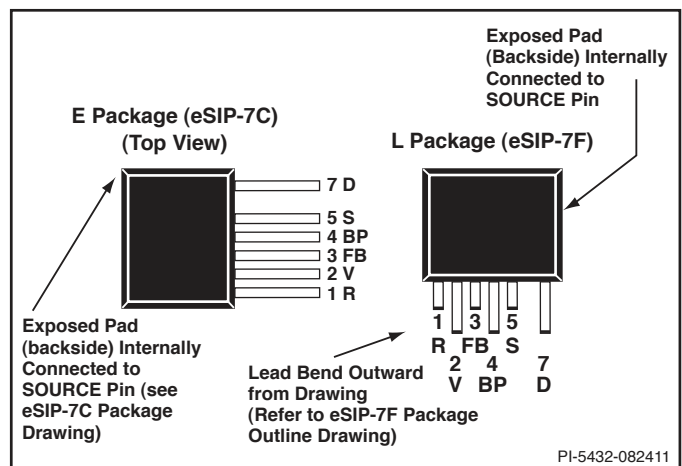 Exposed Pad
(Backside) Internally
Connected to
SOURCE Pin
E Package (eSIP-7C)
(Top View)
L Package (eSIP-7F)
7 D
5 S
4 BP
3 FB
2 V
1 R
Exposed Pad
(backside) Internally
Connected to
SOURCE Pin (see
eSIP-7C Package
Drawing)
1 3 5
R FB S
2 4 7
V BP D
Lead Bend Outward
from Drawing
(Refer to eSIP-7F Package
Outline Drawing)
PI-5432-082411